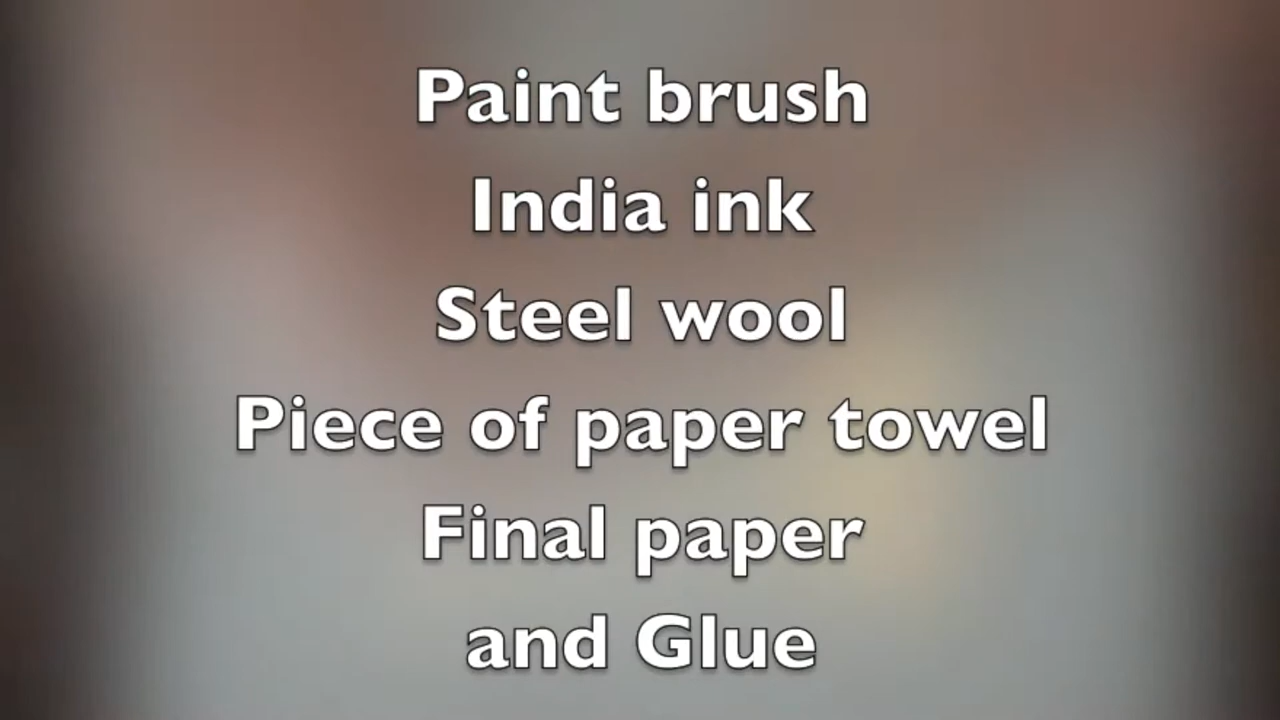 Paint brush
India ink
Steel wool
Piece of paper towel
Final paper
and Glue